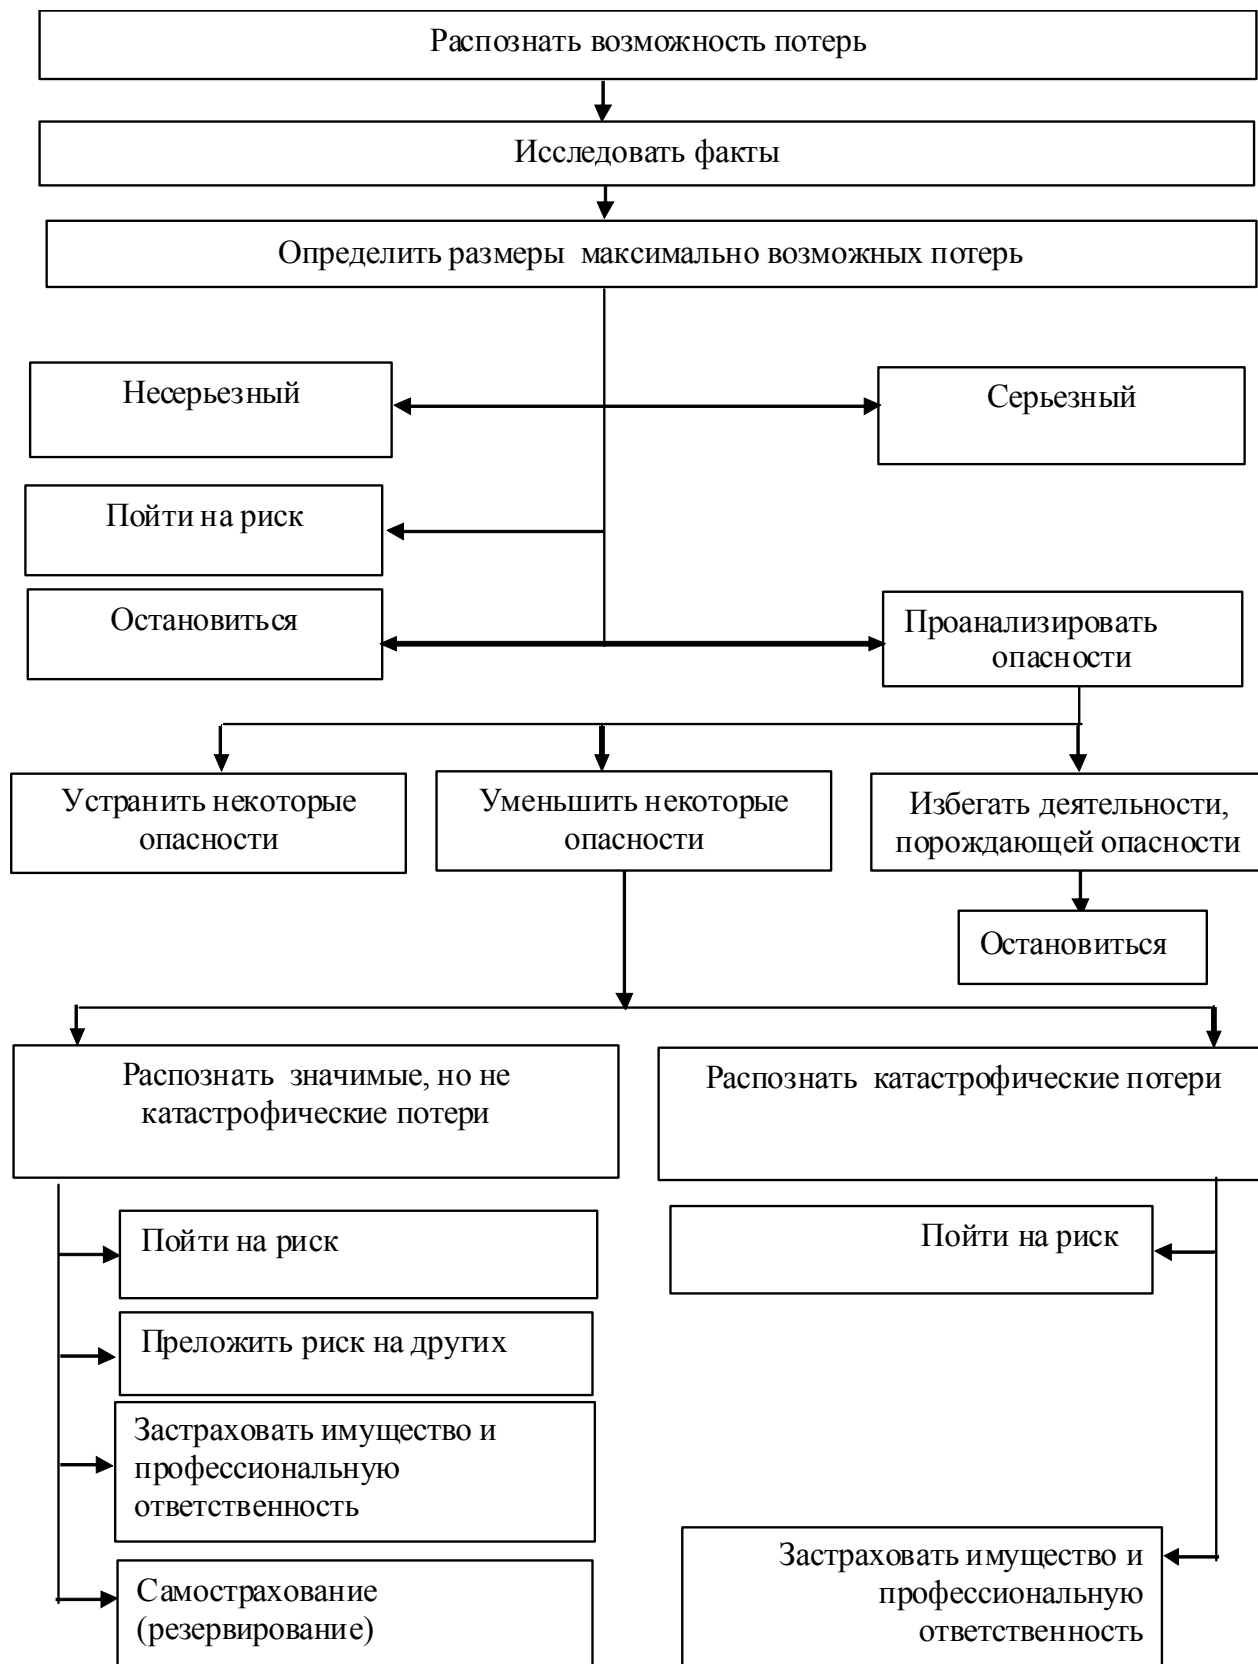 Распознать возможность потерь
Исследовать факты
Определить размеры максимально возможных потерь
Несерьезный
Серьезный
Пойти на риск
Остановиться
Проанализировать
опасности
Устранить некоторые
опасности
Уменьшить некоторые
опасности
Избегать деятельности,
порождающей опасности
Остановиться
Распознать значимые, но не
катастрофические потери
Распознать катастрофические потери
Пойти на риск
Пойти на риск
Преложить риск на других
Застраховать имущество и
профессиональную
ответственность
Застраховать имущество и
профессиональную
ответственность
Самострахование
(резервирование)